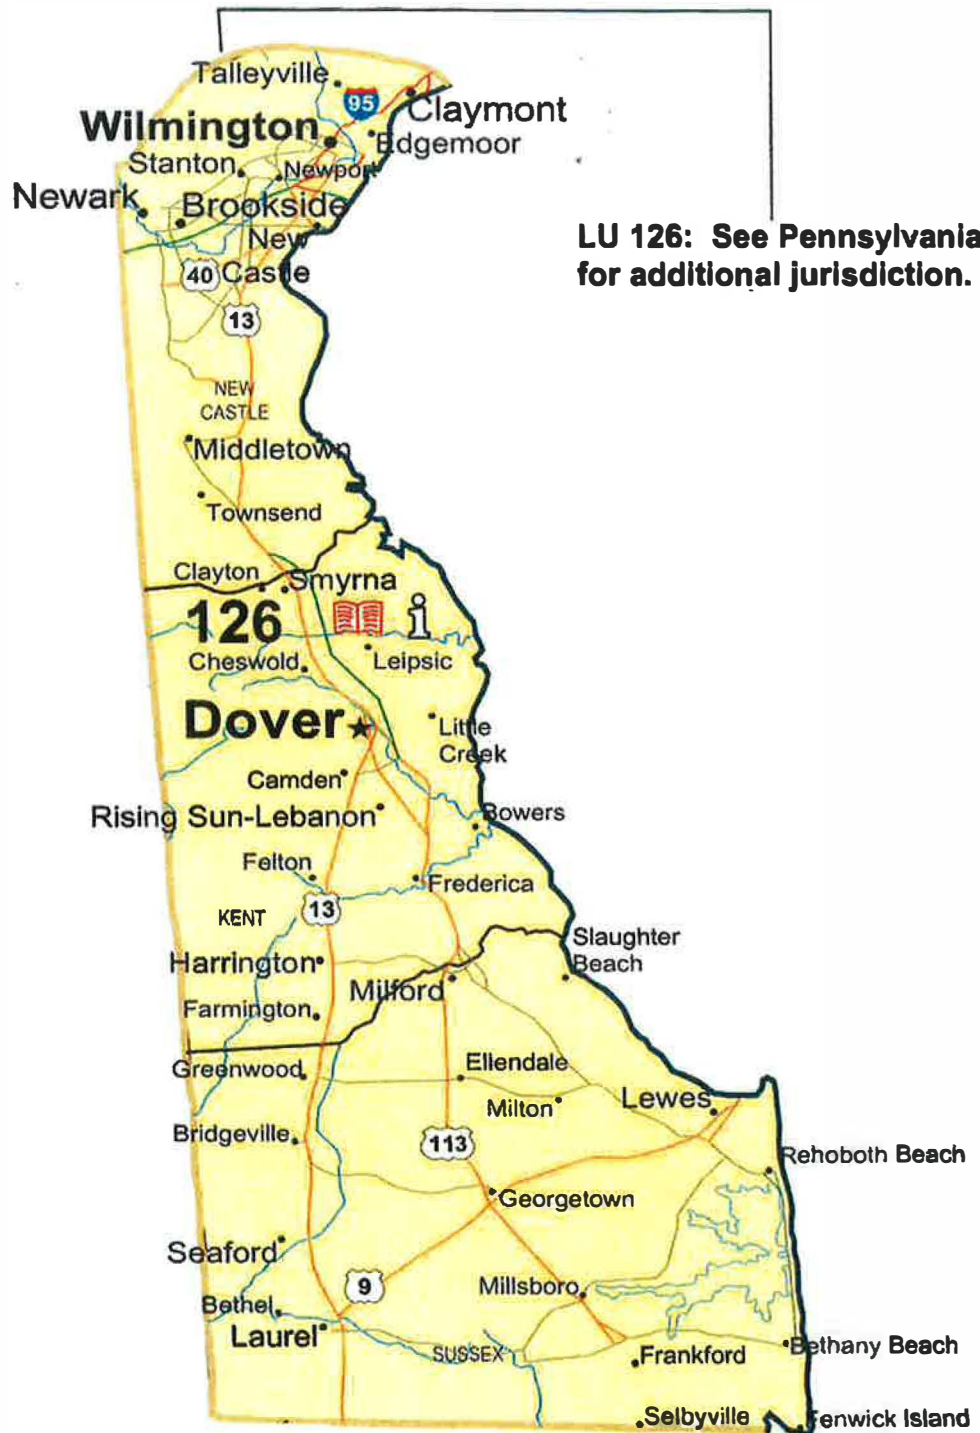 Talleyville
95
Claymont
Wilmington
Edgemoor
Stanton
Newport
Newark
Brookside
New
Castle
40
LU 126: See Pennsylvania
for additional jurisdiction.
13
NEW
CASTLE
Middletown
Townsend
Clayton
Smyrna
126
Cheswold
Leipsic
Dover
Little
Creek
Camden
Rising Sun-Lebanon
Bowers
Felton
Frederica
KENT
13
Slaughter
Beach
Harrington
Milford
Farmington
Greenwood
Ellendale
Milton
Lewes
Bridgeville
113
Rehoboth Beach
Georgetown
Seaford
9
Millsboro
Bethel
Laurel
SUSSEX
Bethany Beach
Frankford
Selbyville
Fenwick Island